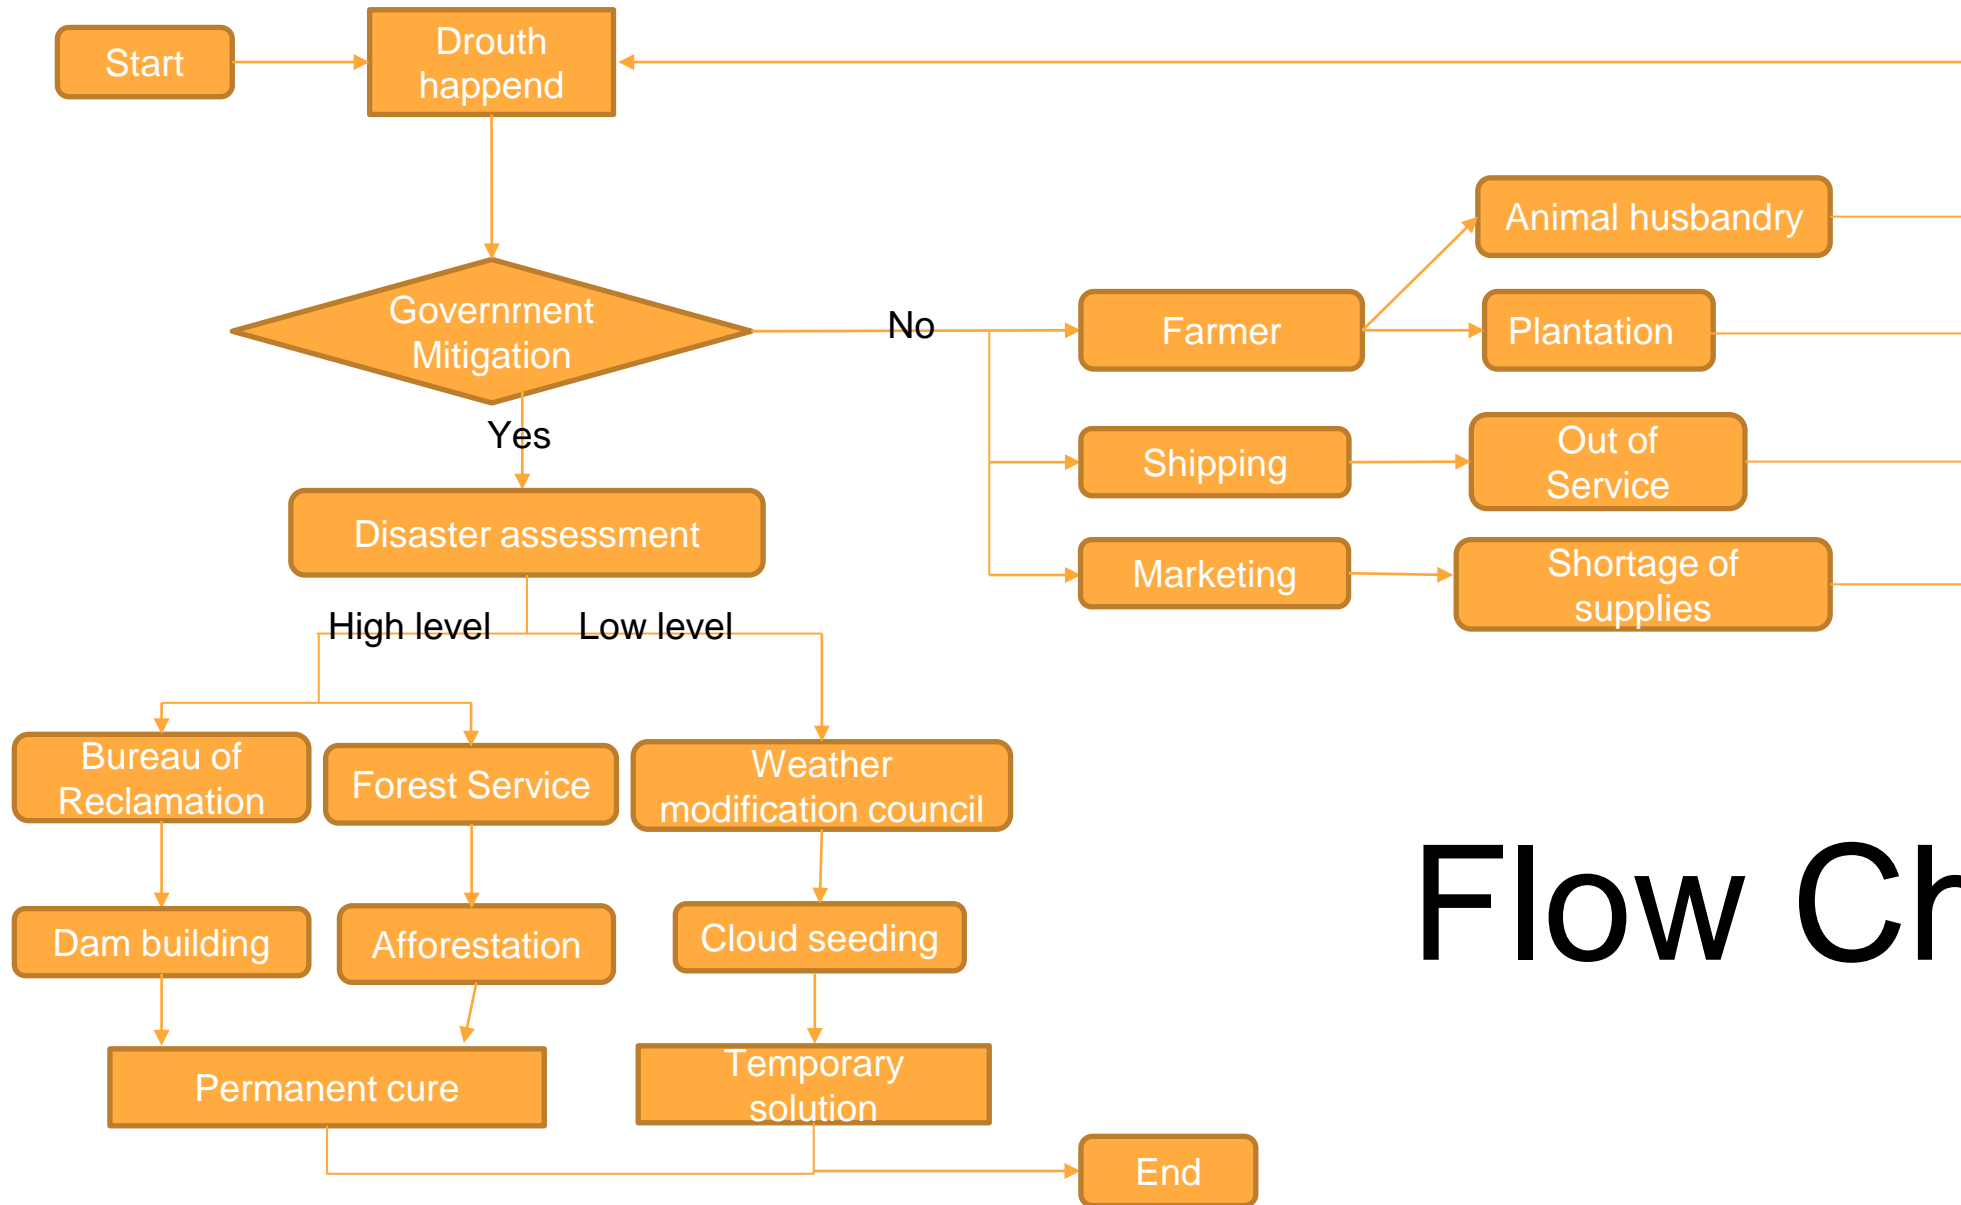 Start
Drouth
happend
Animal husbandry
Government
Mitigation
No
Farmer
Plantation
Yes
Shipping
Out of
Service
Disaster assessment
Marketing
Shortage of
supplies
High level
Low level
Bureau of
Reclamation
Forest Service
Weather
modification council
Flow Ch
Dam building
Afforestation
Cloud seeding
Permanent cure
Temporary
solution
End